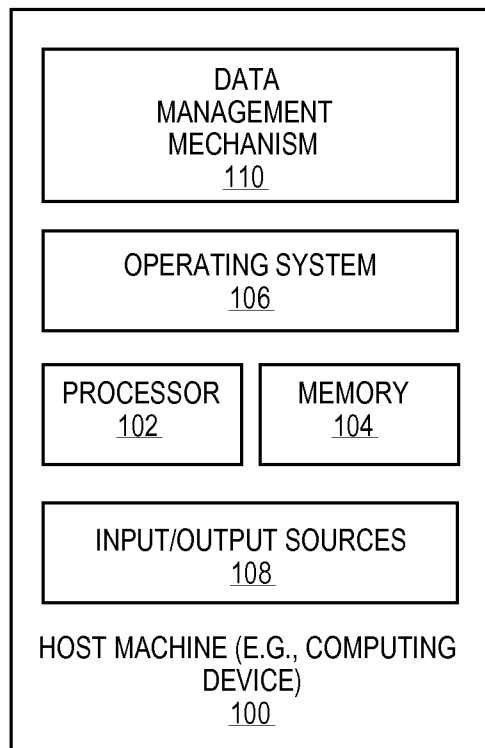 DATA
MANAGEMENT
MECHANISM
110
OPERATING SYSTEM
106
PROCESSOR
102
MEMORY
104
INPUT/OUTPUT SOURCES
108
HOST MACHINE (E.G., COMPUTING
DEVICE)
100